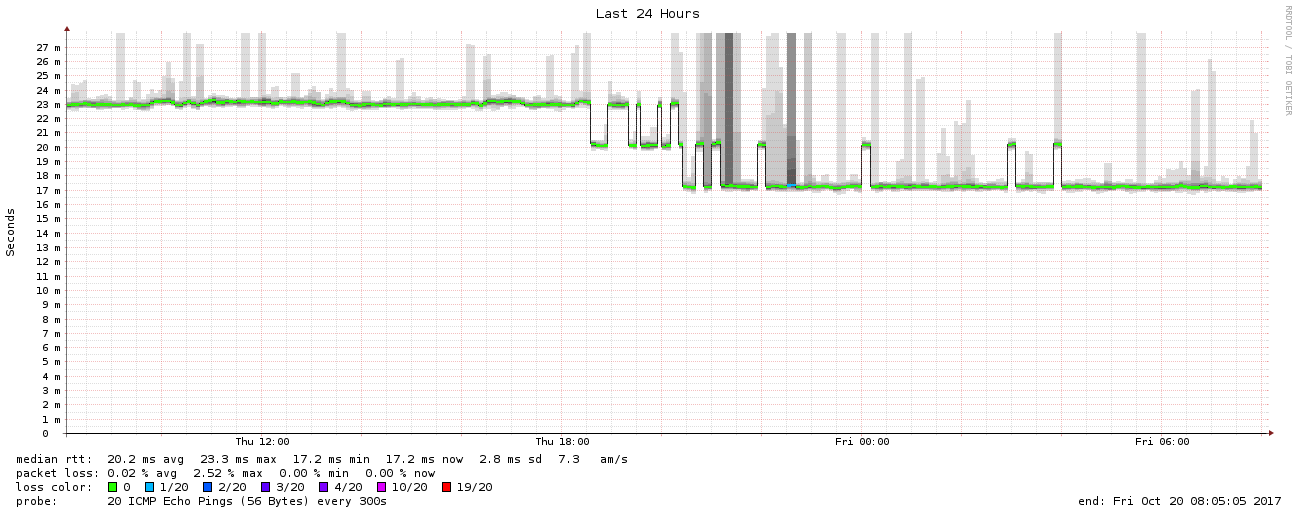 Last 24 Hours
RRDTOOL / TOBI OETIKER
27 m
26 m
25 m
24 m
23 m
22 m
21 m
20 m
19 m
18 m
17 m
16 m
15 m
14 m
13 m
12 m
11 m
10 m
9 m
8 m
7 m
6 m
5 m
4 m
3 m
2 m
1 m
0
Seconds
Thu 12:00 Thu 18:00 Fri 00:00 Fri 06:00
median rtt: 20.2 ms avg 23.3 ms max 17.2 ms min 17.2 ms now 2.8 ms sd 7.3 am/s
packet loss: 0.02 % avg 2.52 % max 0.00 % min 0.00 % now
loss color: 0 1/20 2/20 3/20 4/20 10/20 19/20
probe: 20 ICMP Echo Pings (56 Bytes) every 300s end: Fri Oct 20 08:05:05 2017